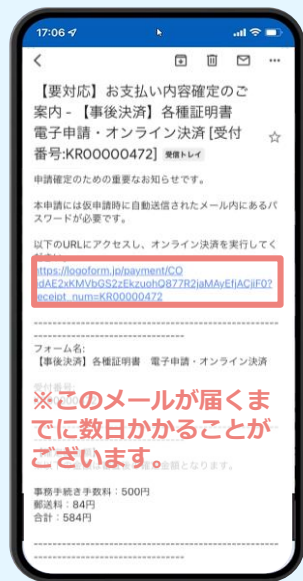 17:06
【要対応】お支払い内容確定のご
案内 - 【事後決済】各種証明書
電子申請・オンライン決済 [受付
番号:KR00000472] 受信トレイ
申請確定のための重要なお知らせです。
本申請には仮申請時に自動送信されたメール内にあるパ
スワードが必要です。
以下のURLにアクセスし、オンライン決済を実行してく
https://logoform.jp/payment/CO
dAE2xKMVbGS2zEkzuohQ877R2jaMAyEfjACjiF0?
eceipt_num=KR00000472
--------------------------------------------------
------------------------------
フォーム名:
【事後決済】各種証明書 電子申請・オンライン決済
受付番号:
※このメールが届くま
でに数日かかることが
ございます。
事務手続き手数料:500円
郵送料:84円
合計:584円
--------------------------------------------------
------------------------------